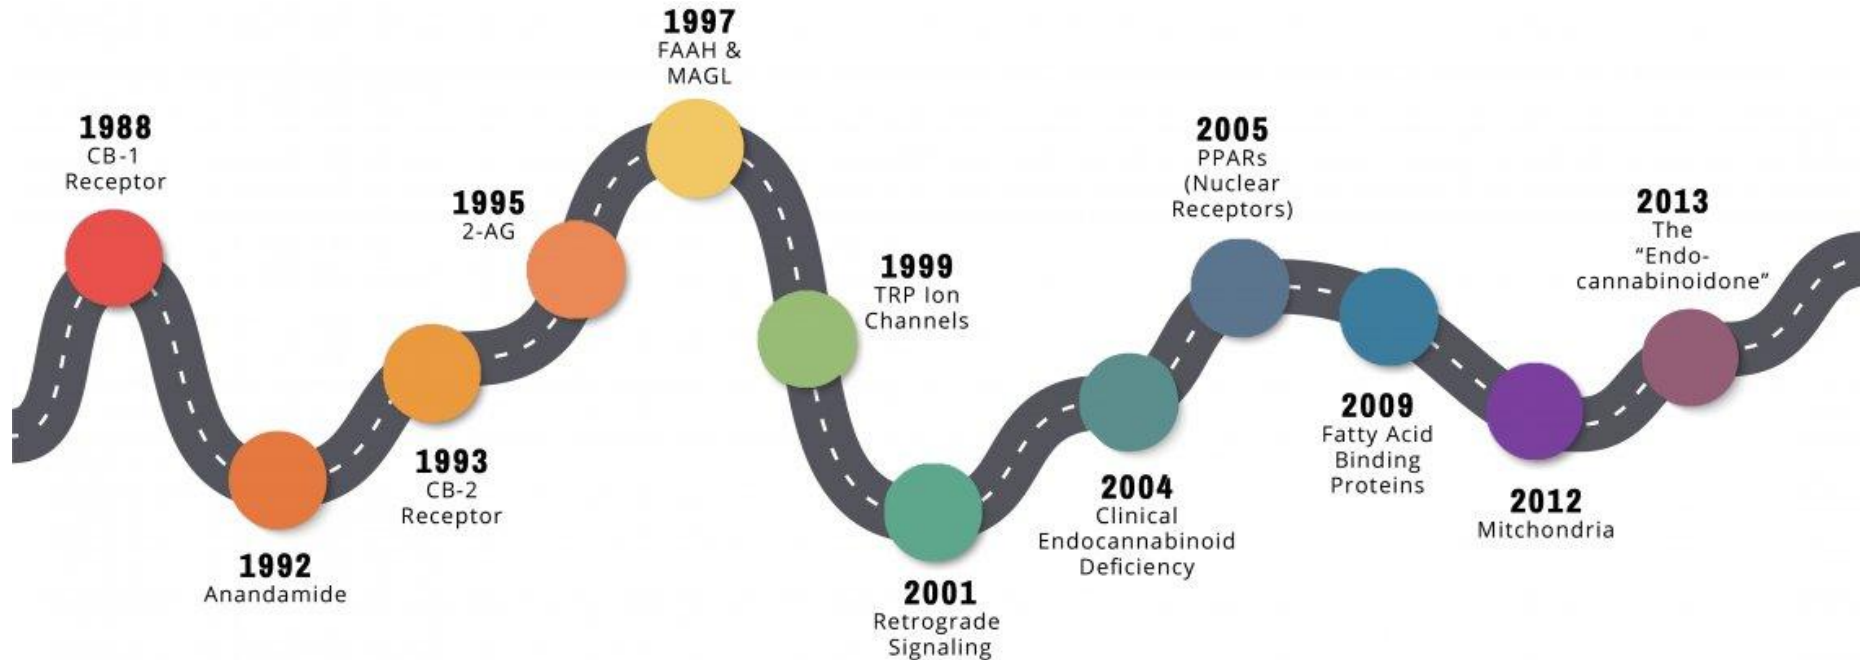 1988
CB-1
Receptor
1992
Anandamide
1993
CB-2
Receptor
1995
2-AG
1997
FAAH &
MAGL
1999
TRP Ion
Channels
2001
Retrograde
Signaling
2004
Clinical
Endocannabinoid
Deficiency
2005
PPARs
(Nuclear
Receptors)
2009
Fatty Acid
Binding
Proteins
2012
Mitchondria
2013
The
“Endo-
cannabinoidone”